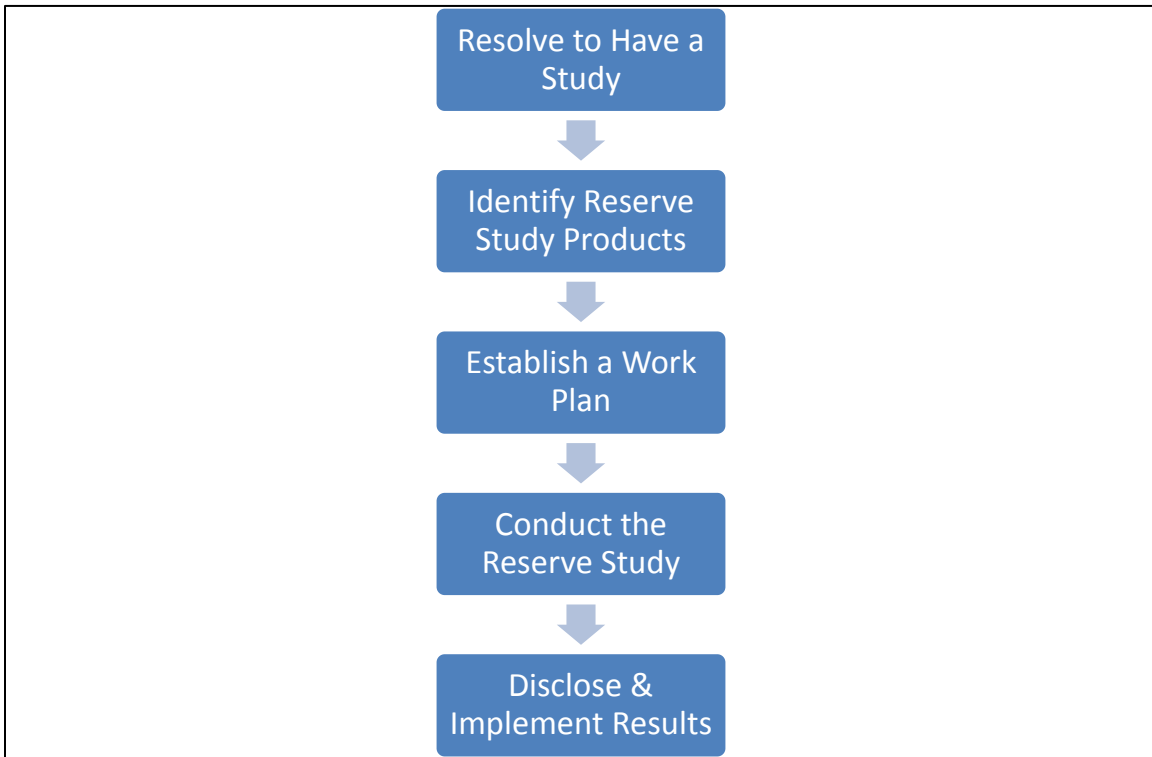 Resolve to Have a
Study
Identify Reserve
Study Products
Establish a Work
Plan
Conduct the
Reserve Study
Disclose &
Implement Results